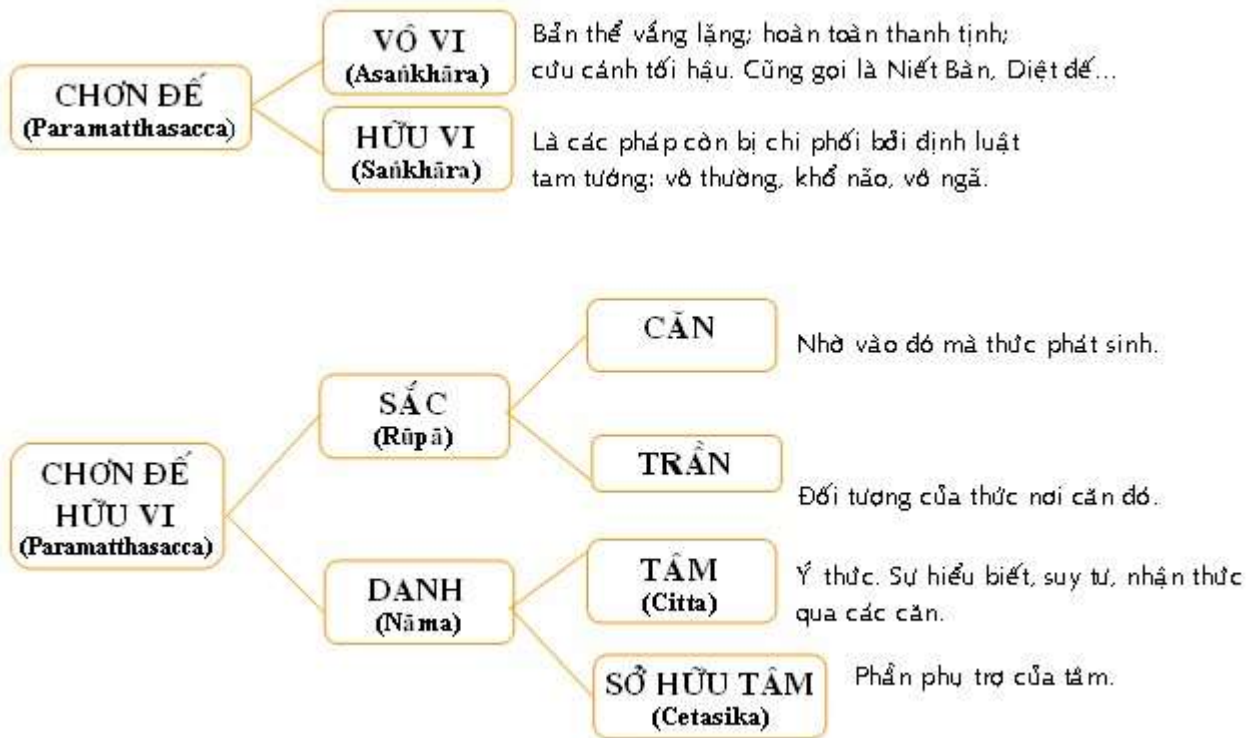 VÔ VI
(Asaṅkhāra)
Bản thể vắng lặng; hoàn toàn thanh tịnh;
cưu cánh tối hậu. Cũng gọi là Niết Bàn, Diệt đế...
CHƠN ĐẾ
(Paramatthasacca)
HỮU VI
(Saṅkhāra)
Là các pháp còn bị chi phối bởi định luật
tam tướng: vô thường, khổ não, vô ngã.
CĂN
Nhờ vào đó mà thức phát sinh.
SẮC
(Rūpā)
TRẦN
Đối tượng của thức nơi căn đó.
CHƠN ĐẾ
HỮU VI
(Paramatthasacca)
DANH
(Nāma)
TÂM
(Citta)
Ý thức. Sự hiểu biết, suy tư, nhận thức
qua các căn.
SỞ HỮU TÂM
(Cetasika)
Phần phụ trợ của tâm.